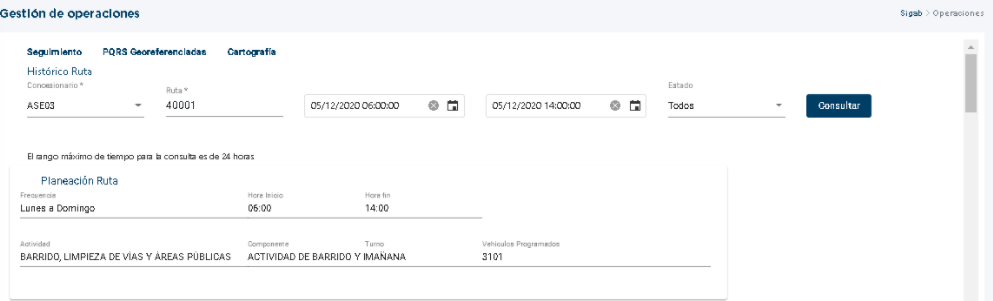 Gestión de operaciones
Sigab > Operaciones
Seguimiento PQRS Georeferenciadas Cartografía
Histórico Ruta
Concesionario * Ruta * Estado
ASE03 40001 05/12/2020 06:00:00 05/12/2020 14:00:00 Todos Consultar
El rango máximo de tiempo para la consulta es de 24 horas
Planeación Ruta
Frecuencia Hora Inicio Hora fin
Lunes a Domingo 06:00 14:00
Actividad Componente Turno Vehículos Programados
BARRIDO, LIMPIEZA DE VÍAS Y ÁREAS PÚBLICAS ACTIVIDAD DE BARRIDO Y lMAÑANA 3101